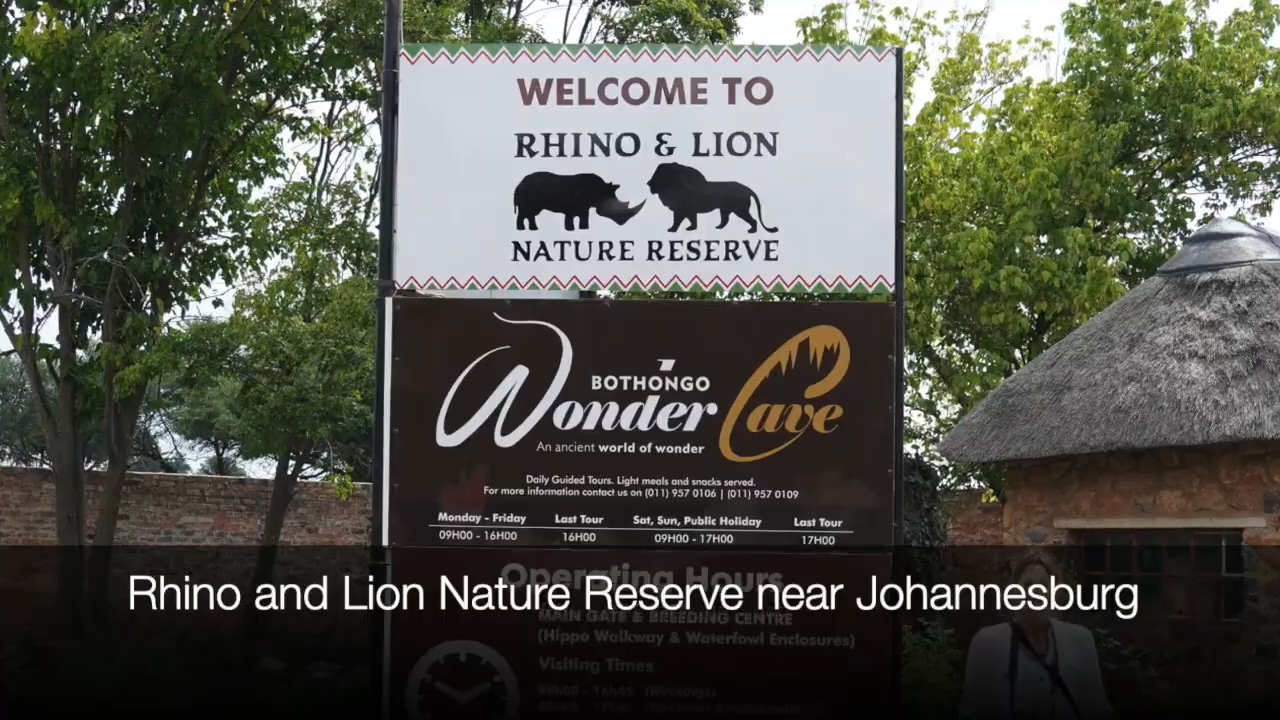 WELCOME TO
RHINO & LION
NATURE RESERVE
BOTHONGO
Wonder Cave
An ancient world of wonder
Daily Guided Tours. Light meals and snacks served.
For more information contact us on (011) 957 0106 | (011) 957 0109
Monday - Friday Last Tour Sat, Sun, Public Holiday Last Tour
09H00 - 16H00 16H00 09H00 - 17H00 17H00
Operating Hours
Rhino and Lion Nature Reserve near Johannesburg
MAIN GATE & BREEDING CENTRE
(Hippo Walkway & Waterfowl Enclosures)
Visiting Times